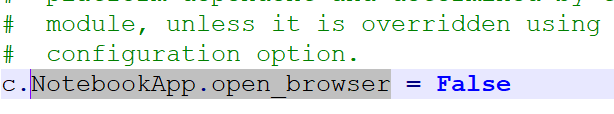 #  module, unless it is overridden using
#  configuration option.
c.NotebookApp.open_browser = False